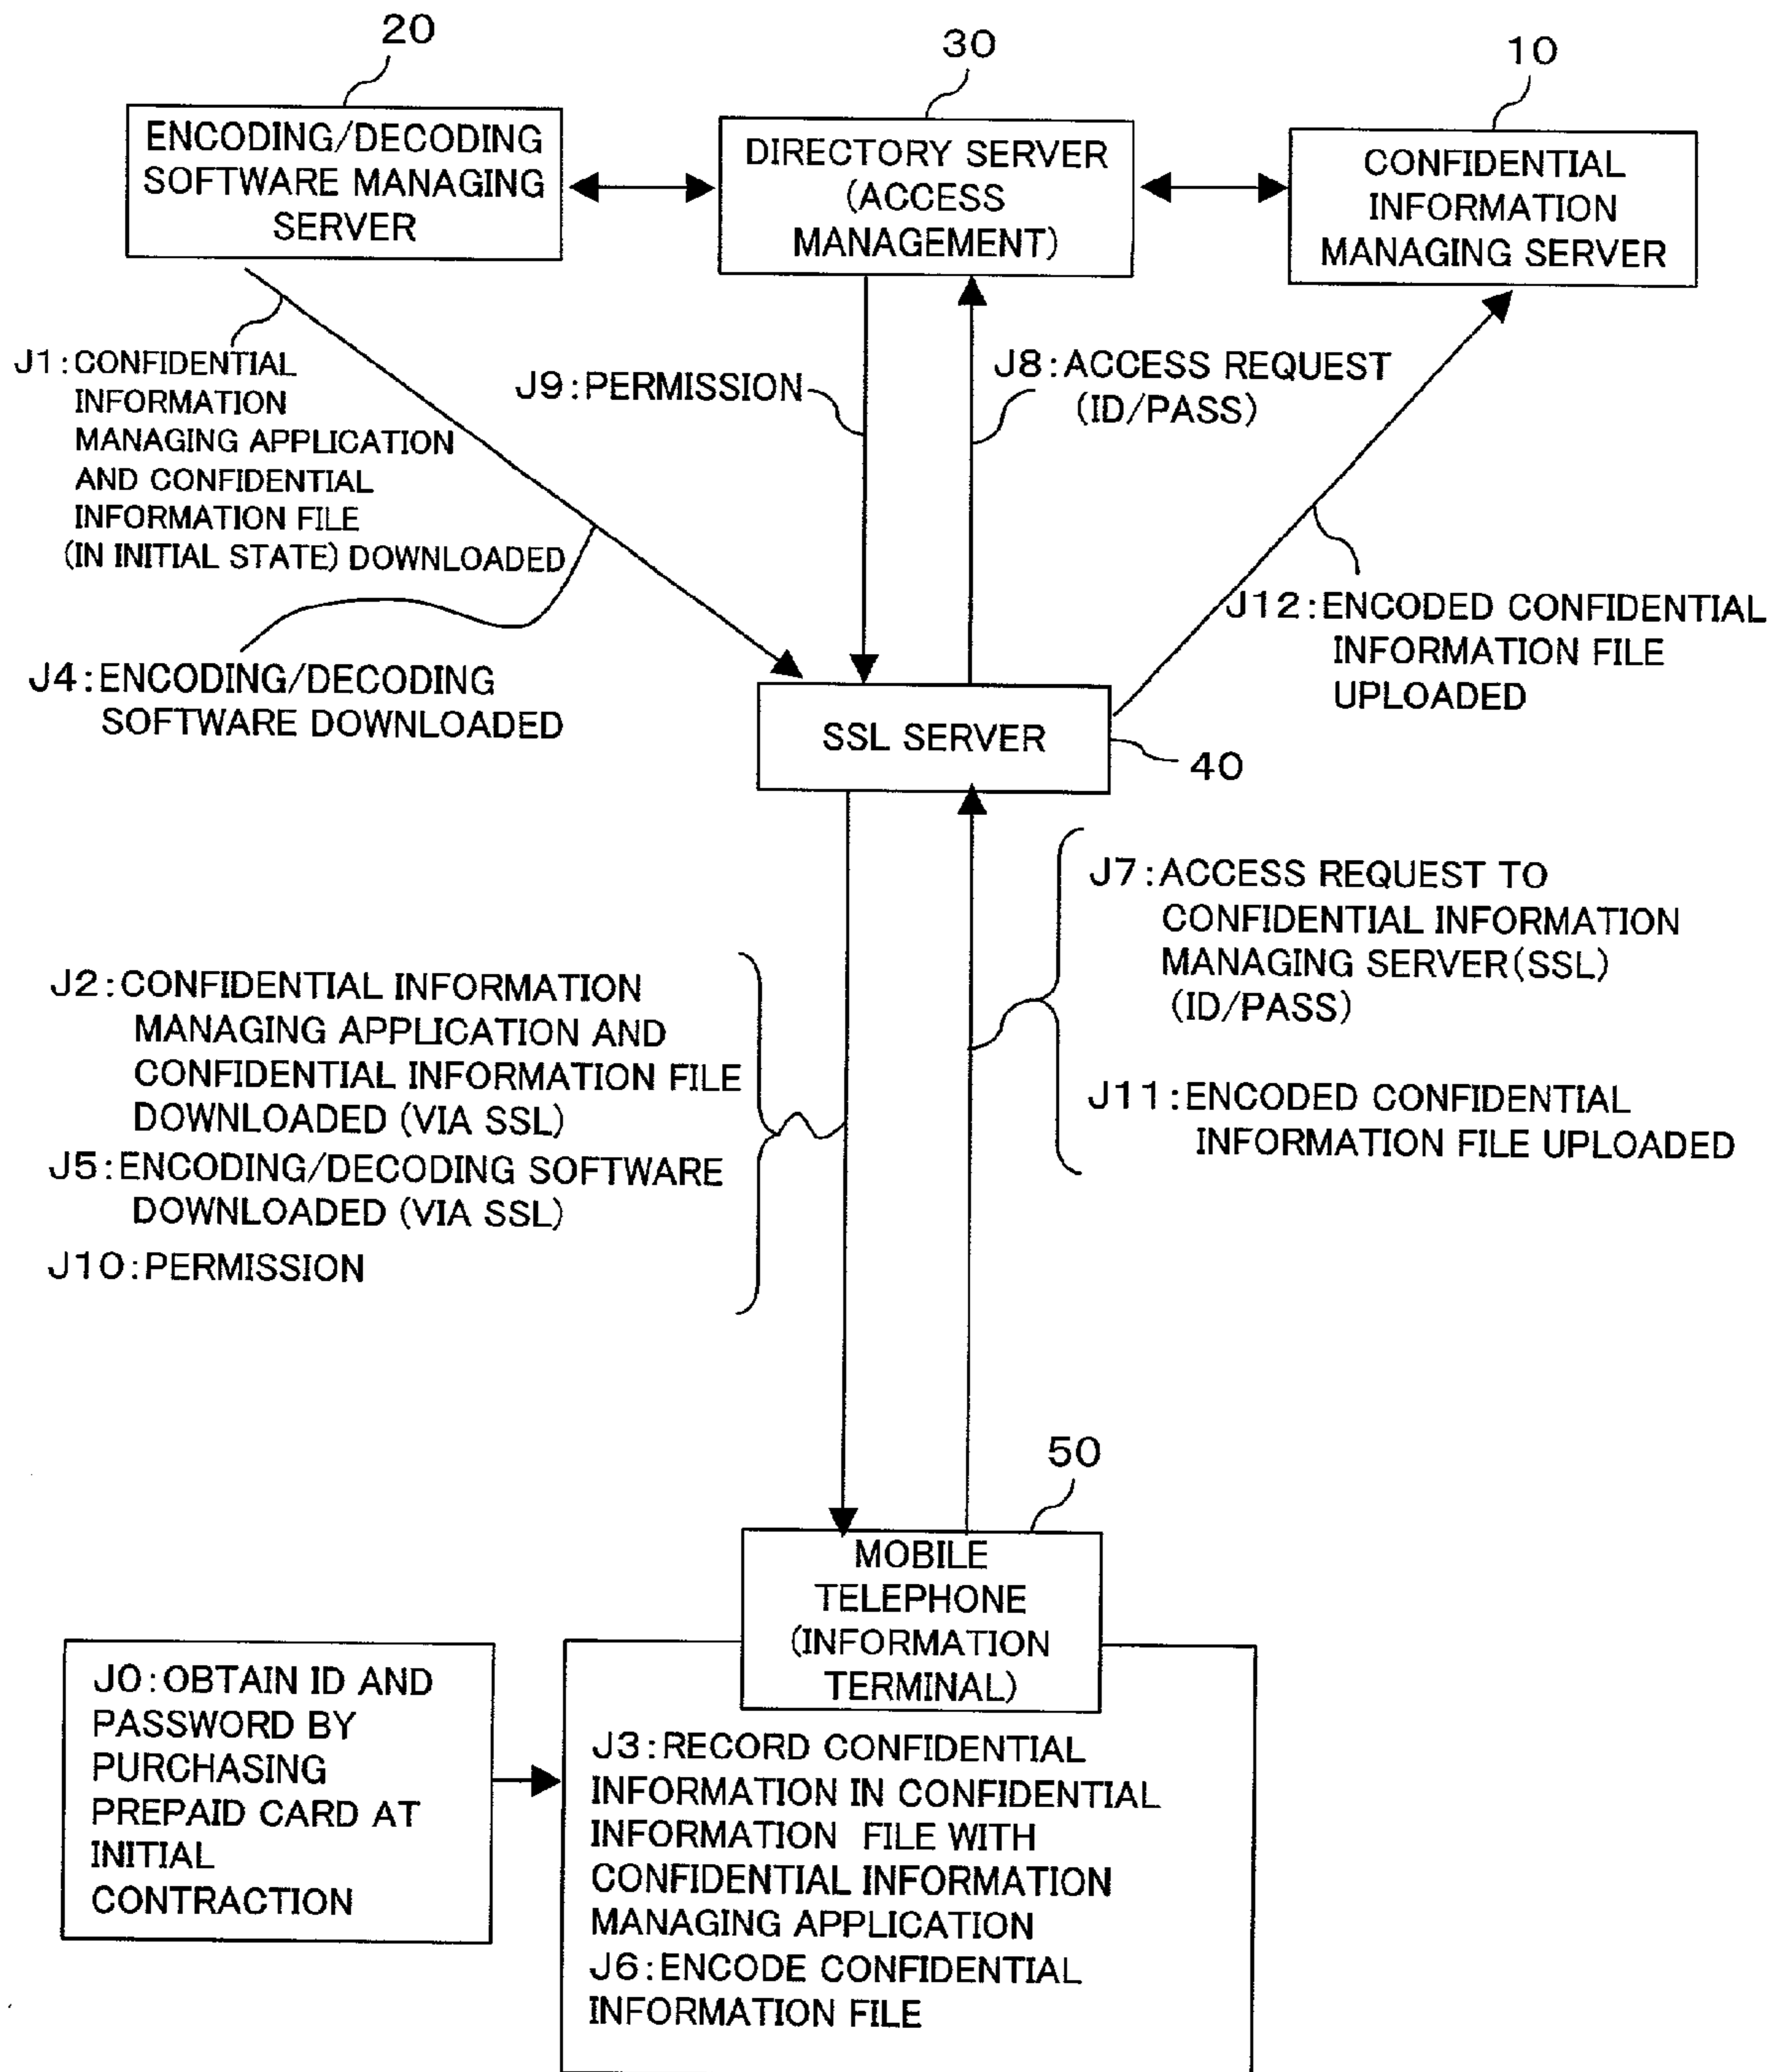 20
30
10
ENCODING/DECODING
SOFTWARE MANAGING
SERVER
DIRECTORY SERVER
(ACCESS
MANAGEMENT)
CONFIDENTIAL
INFORMATION
MANAGING SERVER
J1:CONFIDENTIAL
INFORMATION
MANAGING APPLICATION
AND CONFIDENTIAL
INFORMATION FILE
(IN INITIAL STATE) DOWNLOADED
J9:PERMISSION
J8:ACCESS REQUEST
(ID/PASS)
J12:ENCODED CONFIDENTIAL
INFORMATION FILE
UPLOADED
J4:ENCODING/DECODING
SOFTWARE DOWNLOADED
SSL SERVER
40
J7:ACCESS REQUEST TO
CONFIDENTIAL INFORMATION
MANAGING SERVER(SSL)
(ID/PASS)
J11:ENCODED CONFIDENTIAL
INFORMATION FILE UPLOADED
J2:CONFIDENTIAL INFORMATION
MANAGING APPLICATION AND
CONFIDENTIAL INFORMATION FILE
DOWNLOADED (VIA SSL)
J5:ENCODING/DECODING SOFTWARE
DOWNLOADED (VIA SSL)
J10:PERMISSION
50
MOBILE
TELEPHONE
(INFORMATION
TERMINAL)
J0:OBTAIN ID AND
PASSWORD BY
PURCHASING
PREPAID CARD AT
INITIAL
CONTRACTION
J3:RECORD CONFIDENTIAL
INFORMATION IN CONFIDENTIAL
INFORMATION FILE WITH
CONFIDENTIAL INFORMATION
MANAGING APPLICATION
J6:ENCODE CONFIDENTIAL
INFORMATION FILE